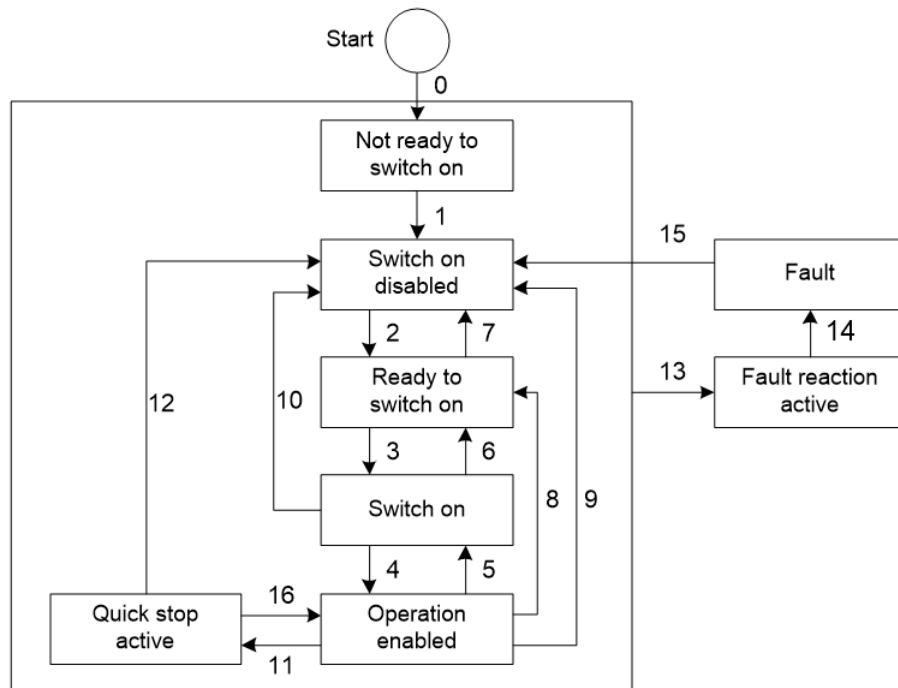 Start
0
Not ready to
switch on
1
15
Switch on
disabled
Fault
2
7
14
13
Ready to
switch on
Fault reaction
active
12
10
3
6
8
9
Switch on
4
5
16
Quick stop
active
Operation
enabled
11